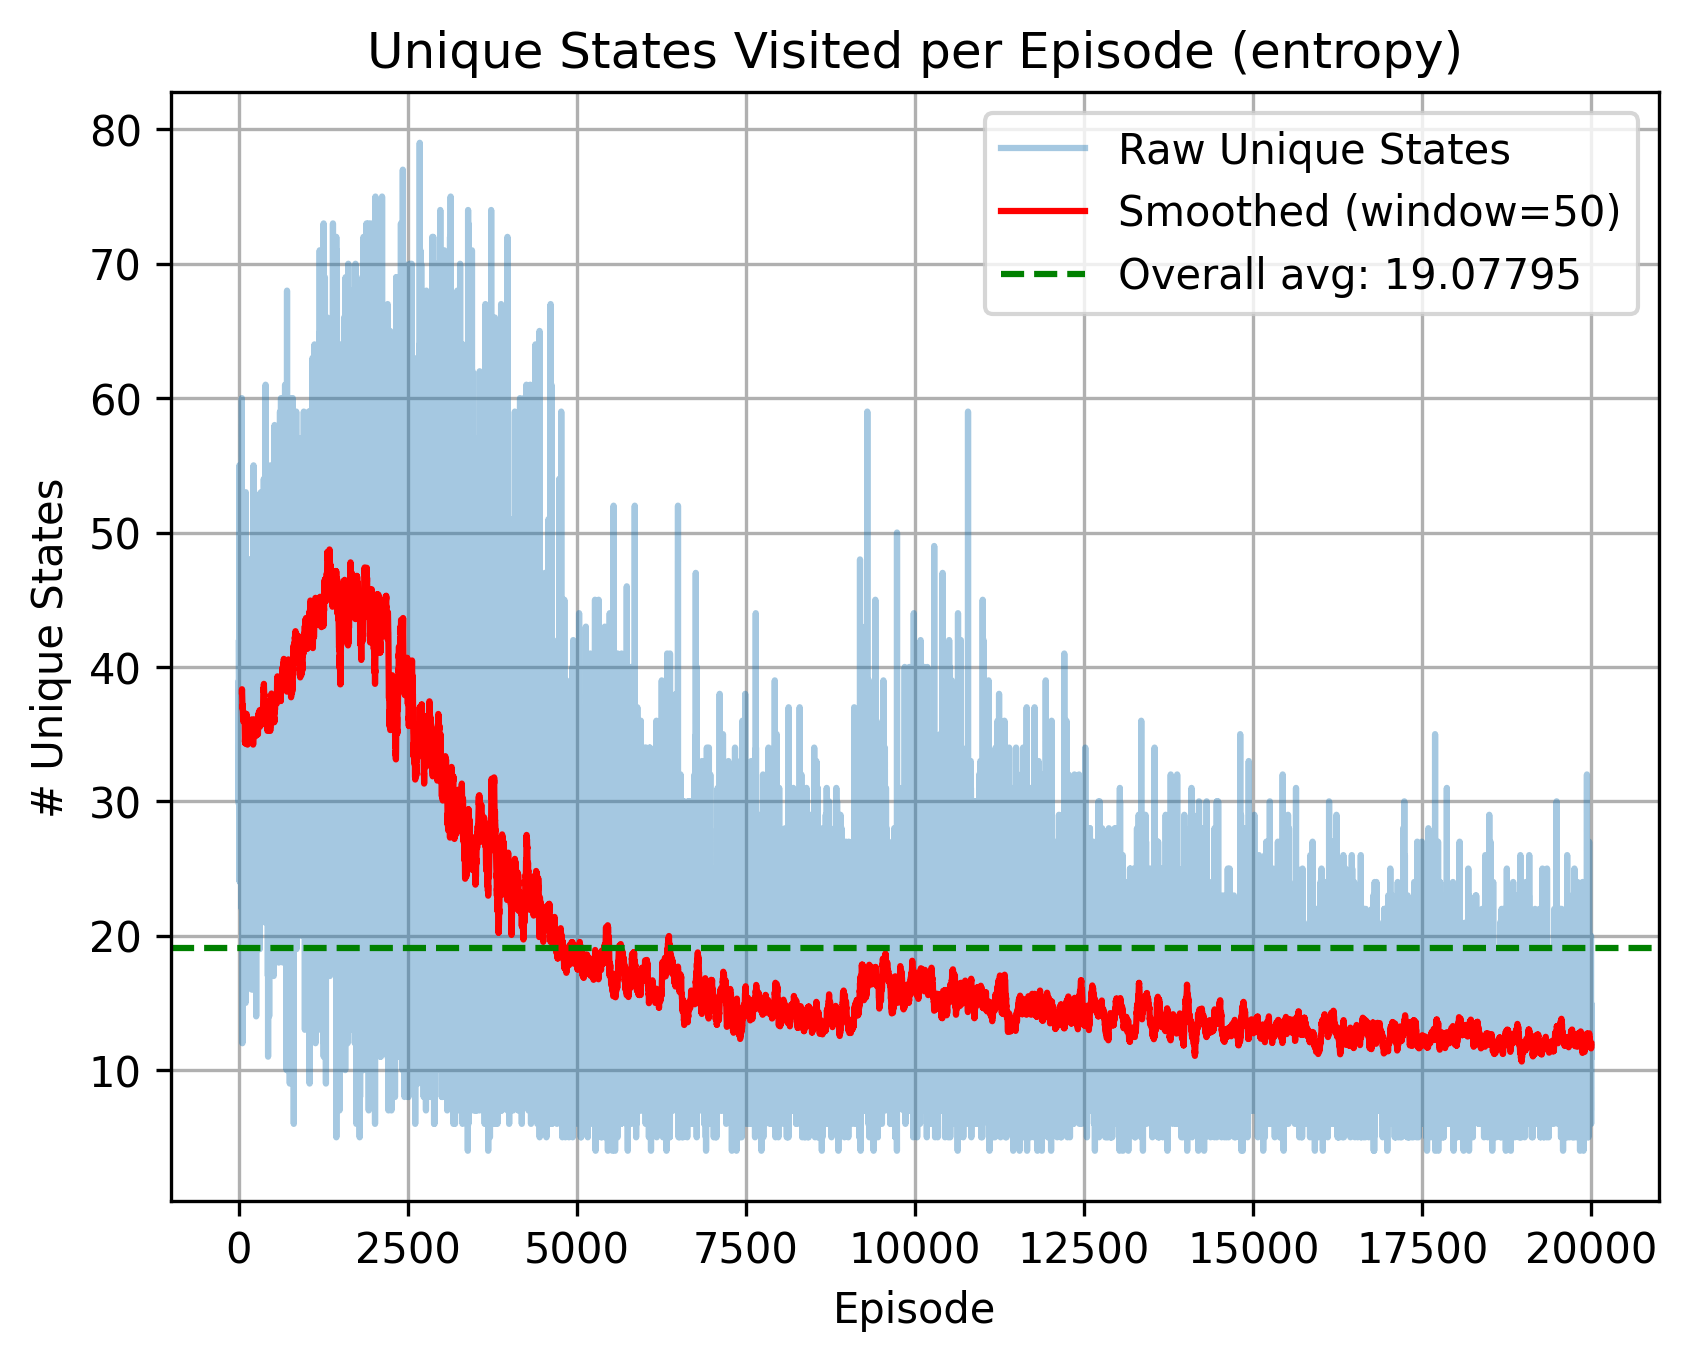 Unique States Visited per Episode (entropy)
Raw Unique States
Smoothed (window=50)
Overall avg: 19.07795
# Unique States
80
70
60
50
40
30
20
10
0 2500 5000 7500 10000 12500 15000 17500 20000
Episode